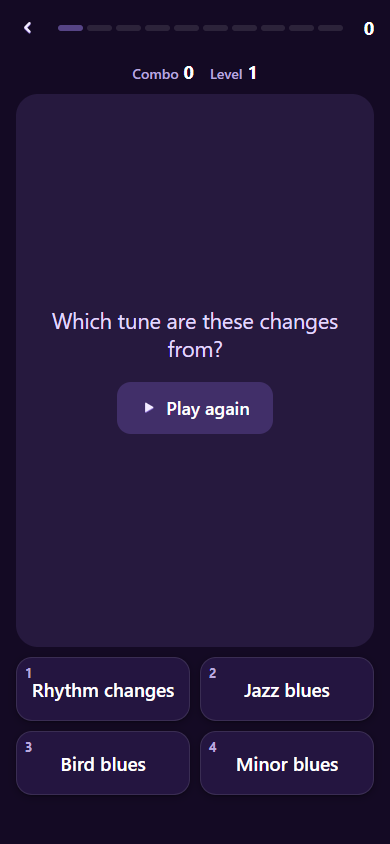 0
Combo 0 Level 1
Which tune are these changes
from?
Play again
1
Rhythm changes
2
Jazz blues
3
Bird blues
4
Minor blues